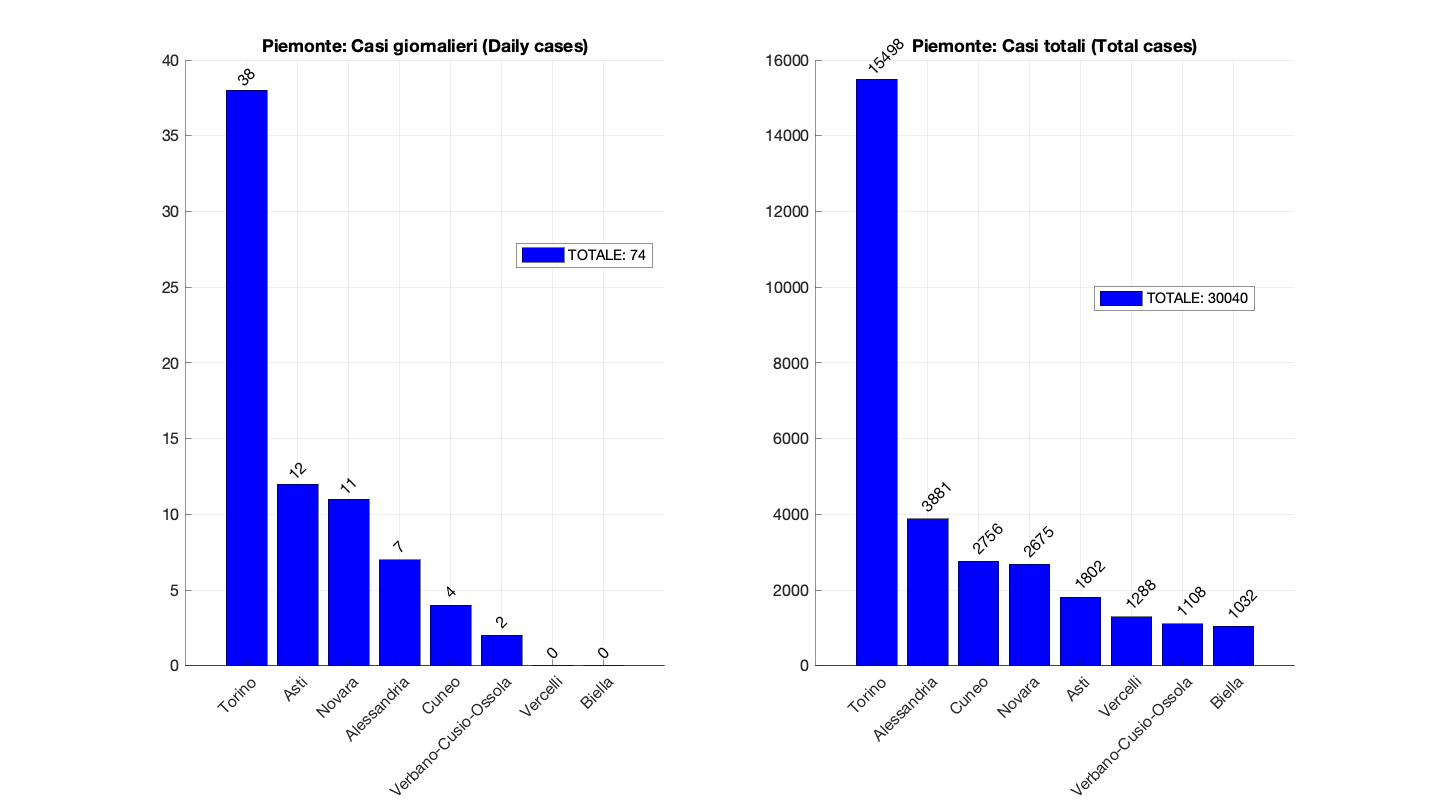 Piemonte: Casi giornalieri (Daily cases)
40
35
30
25
20
15
10
5
0
38
12
11
7
4
2
0
0
TOTALE: 74
Torino
Asti
Novara
Alessandria
Cuneo
Verbano-Cusio-Ossola
Vercelli
Biella
Piemonte: Casi totali (Total cases)
16000
14000
12000
10000
8000
6000
4000
2000
0
15498
3881
2756
2675
1802
1288
1108
1032
TOTALE: 30040
Torino
Alessandria
Cuneo
Novara
Asti
Vercelli
Verbano-Cusio-Ossola
Biella